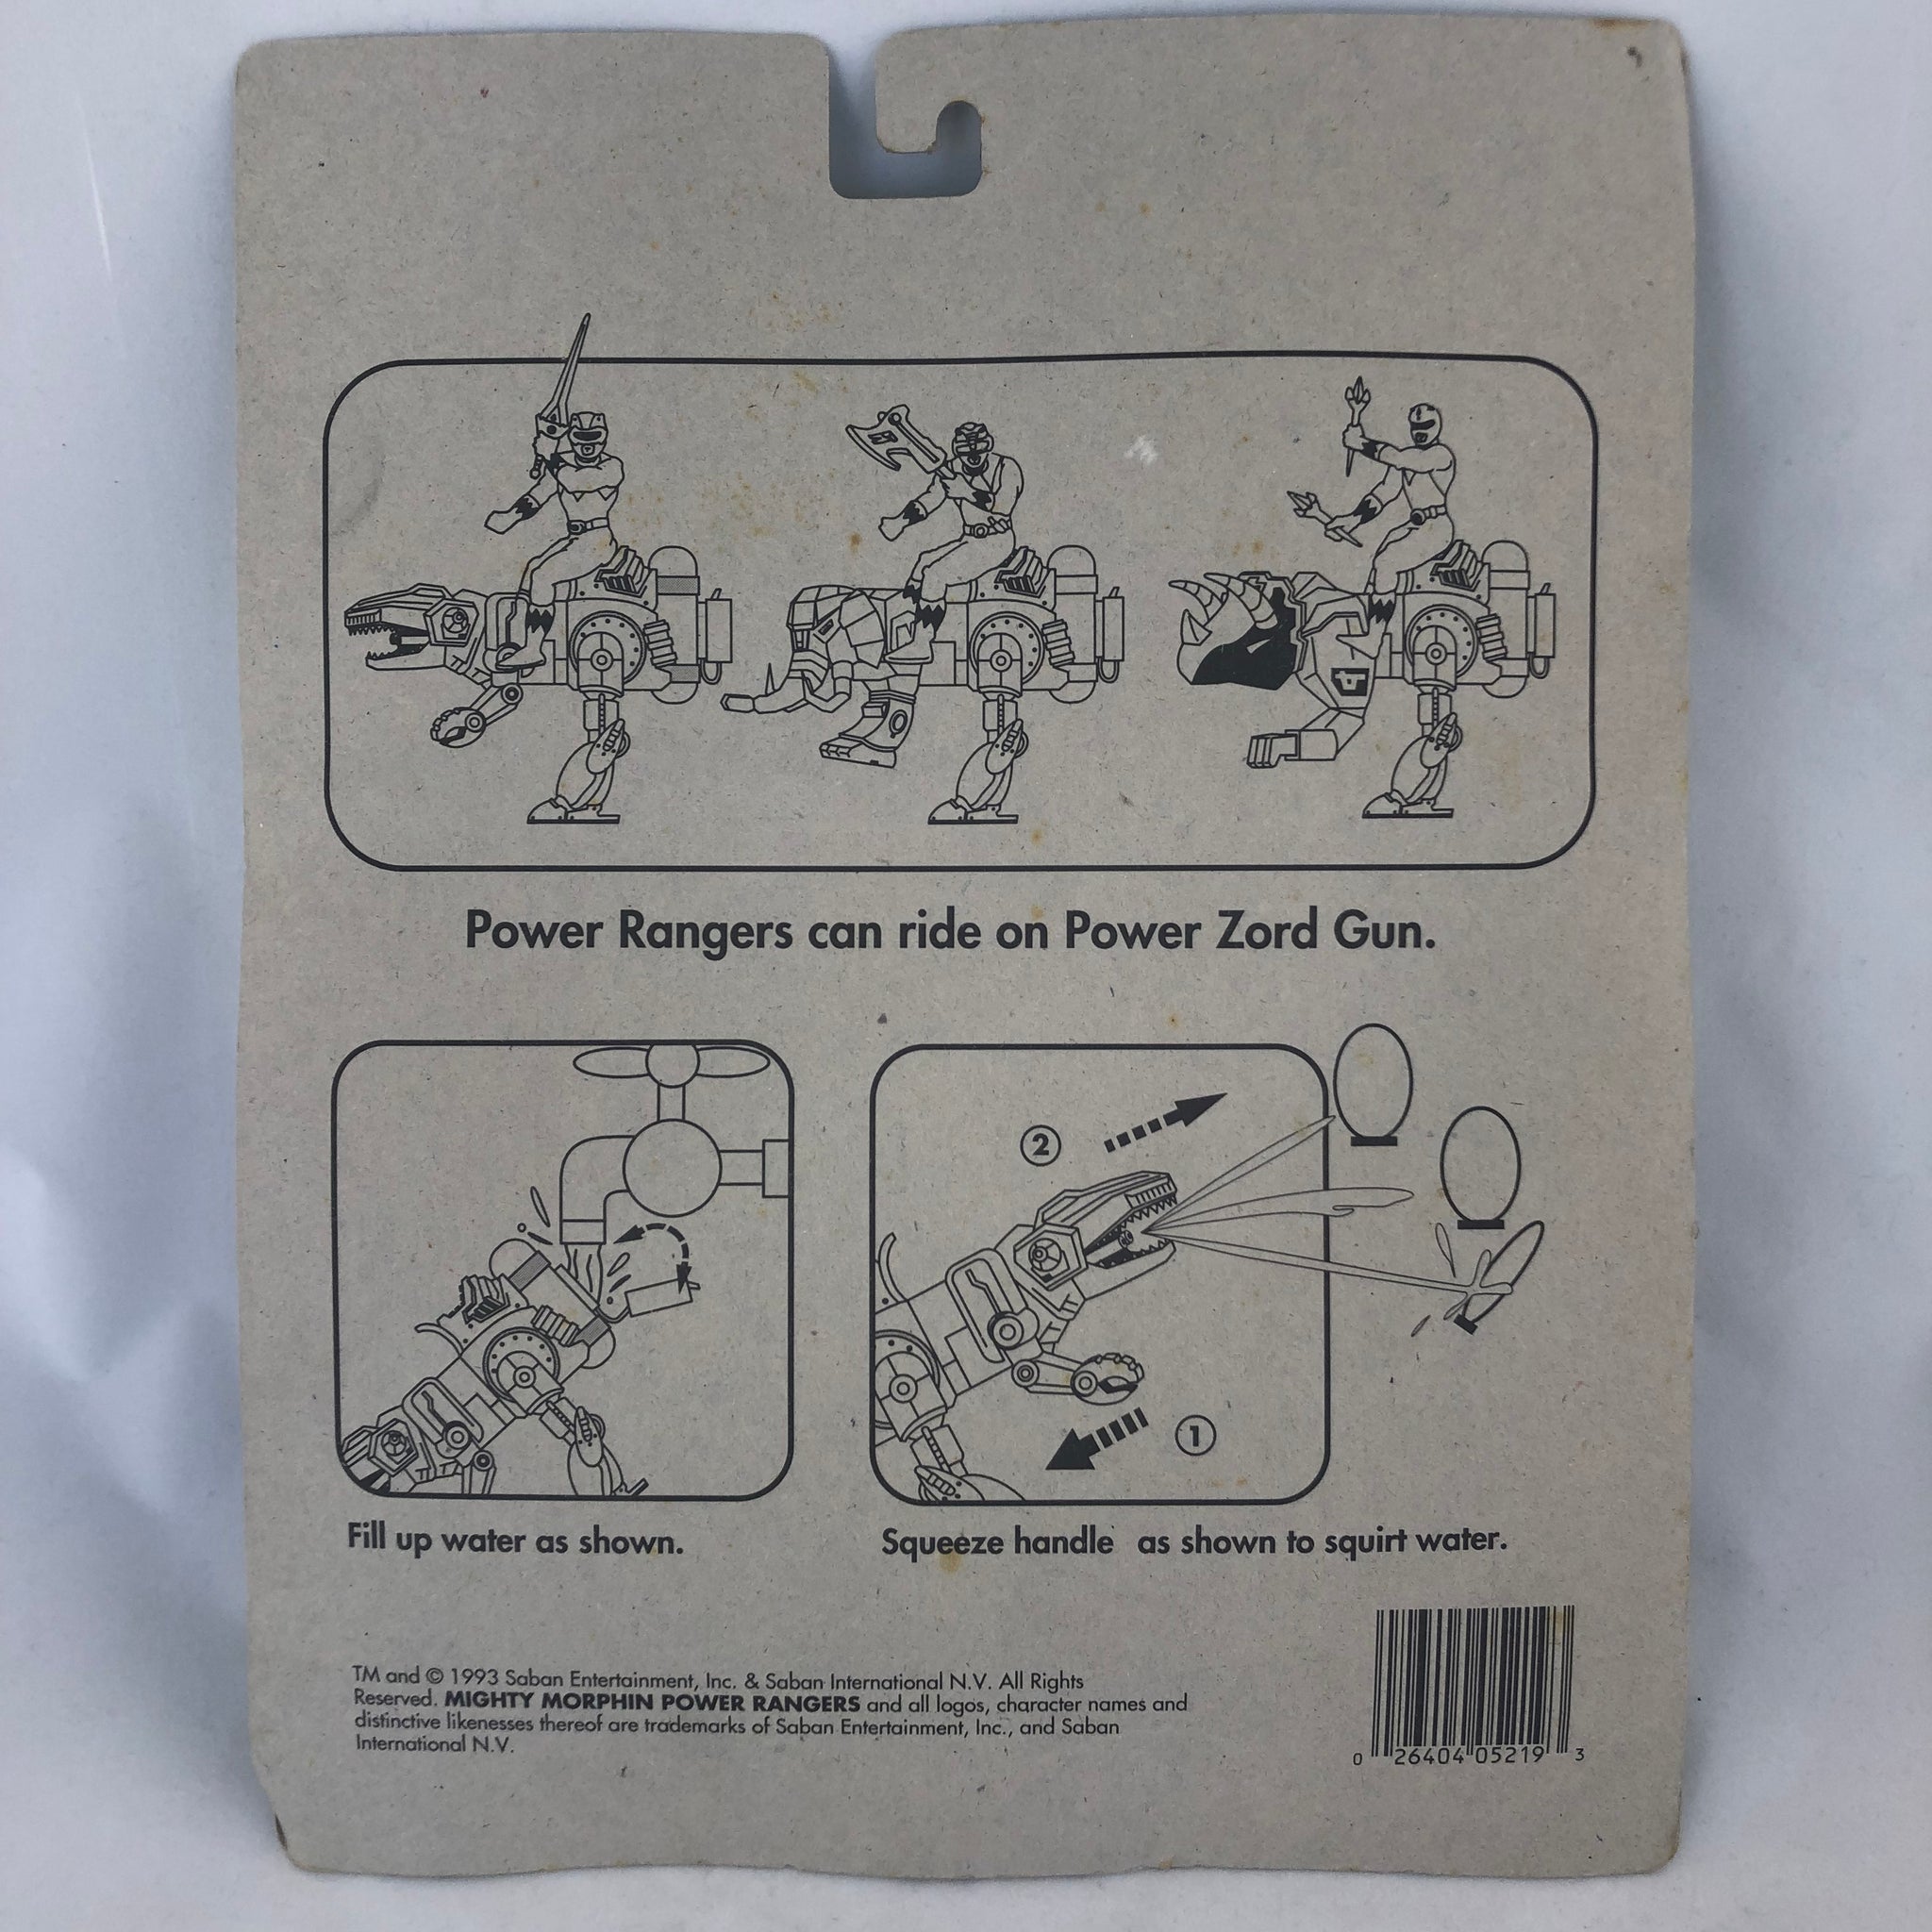 Power Rangers can ride on Power Zord Gun.
2
1
Fill up water as shown.
Squeeze handle as shown to squirt water.
TM and © 1993 Saban Entertainment, Inc. & Saban International N.V. All Rights
Reserved. MIGHTY MORPHIN POWER RANGERS and all logos, character names and
distinctive likenesses thereof are trademarks of Saban Entertainment, Inc., and Saban
International N.V.
0 26404 05219 3